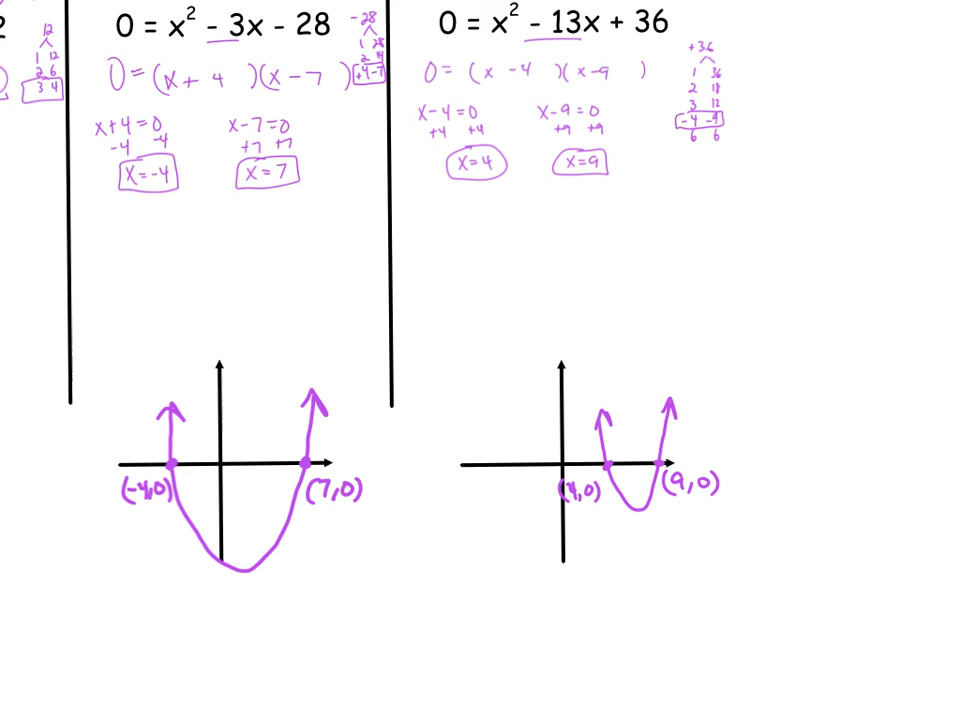 2
12
1 12
2 6
3 4
)
0 = x² - 3x - 28
-28
1 28
2 14
+4 -7
0 = (x + 4 )(x - 7 )
x + 4 = 0
-4 -4
x = -4
x - 7 = 0
+7 +7
x = 7
(-4,0)
(7,0)
0 = x² - 13x + 36
+36
1 36
2 18
3 12
-4 -9
6 6
0 = (x - 4 )(x - 9 )
x - 4 = 0
+4 +4
x = 4
x - 9 = 0
+9 +9
x = 9
(4,0)
(9,0)